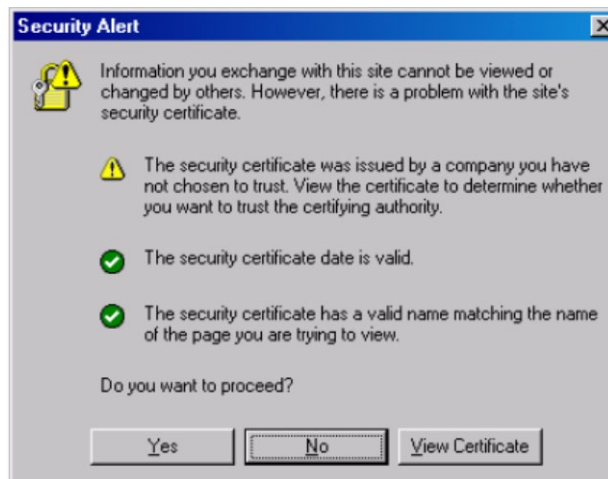 Security Alert
Information you exchange with this site cannot be viewed or
changed by others. However, there is a problem with the site's
security certificate.
The security certificate was issued by a company you have
not chosen to trust. View the certificate to determine whether
you want to trust the certifying authority.
The security certificate date is valid.
The security certificate has a valid name matching the name
of the page you are trying to view.
Do you want to proceed?
Yes No View Certificate